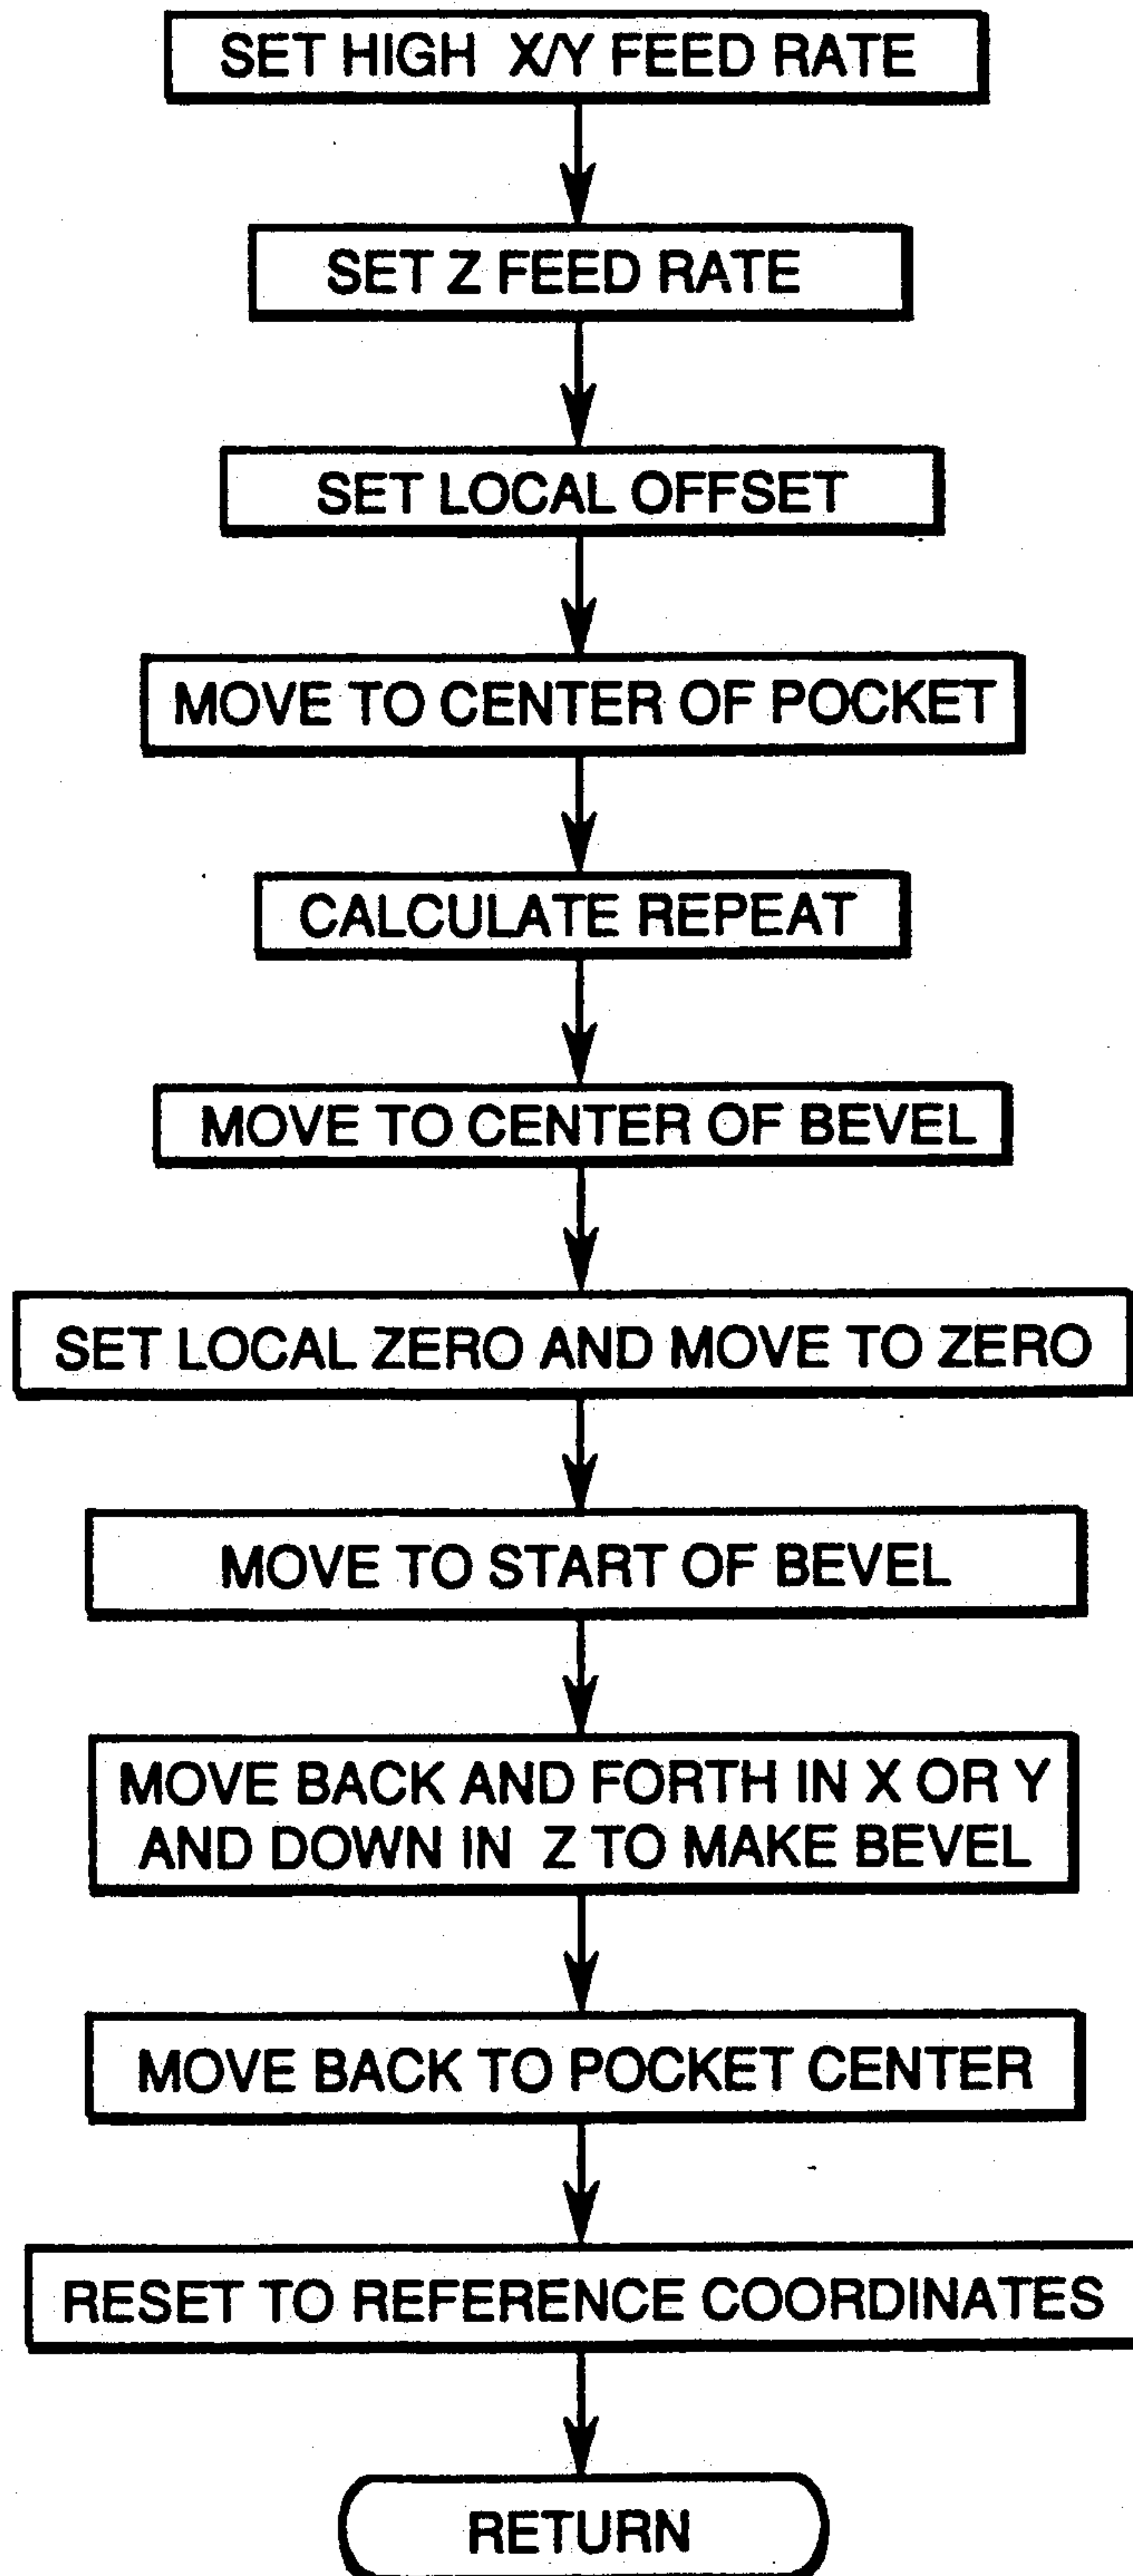 SET HIGH X/Y FEED RATE
SET Z FEED RATE
SET LOCAL OFFSET
MOVE TO CENTER OF POCKET
CALCULATE REPEAT
MOVE TO CENTER OF BEVEL
SET LOCAL ZERO AND MOVE TO ZERO
MOVE TO START OF BEVEL
MOVE BACK AND FORTH IN X OR Y
AND DOWN IN Z TO MAKE BEVEL
MOVE BACK TO POCKET CENTER
RESET TO REFERENCE COORDINATES
RETURN